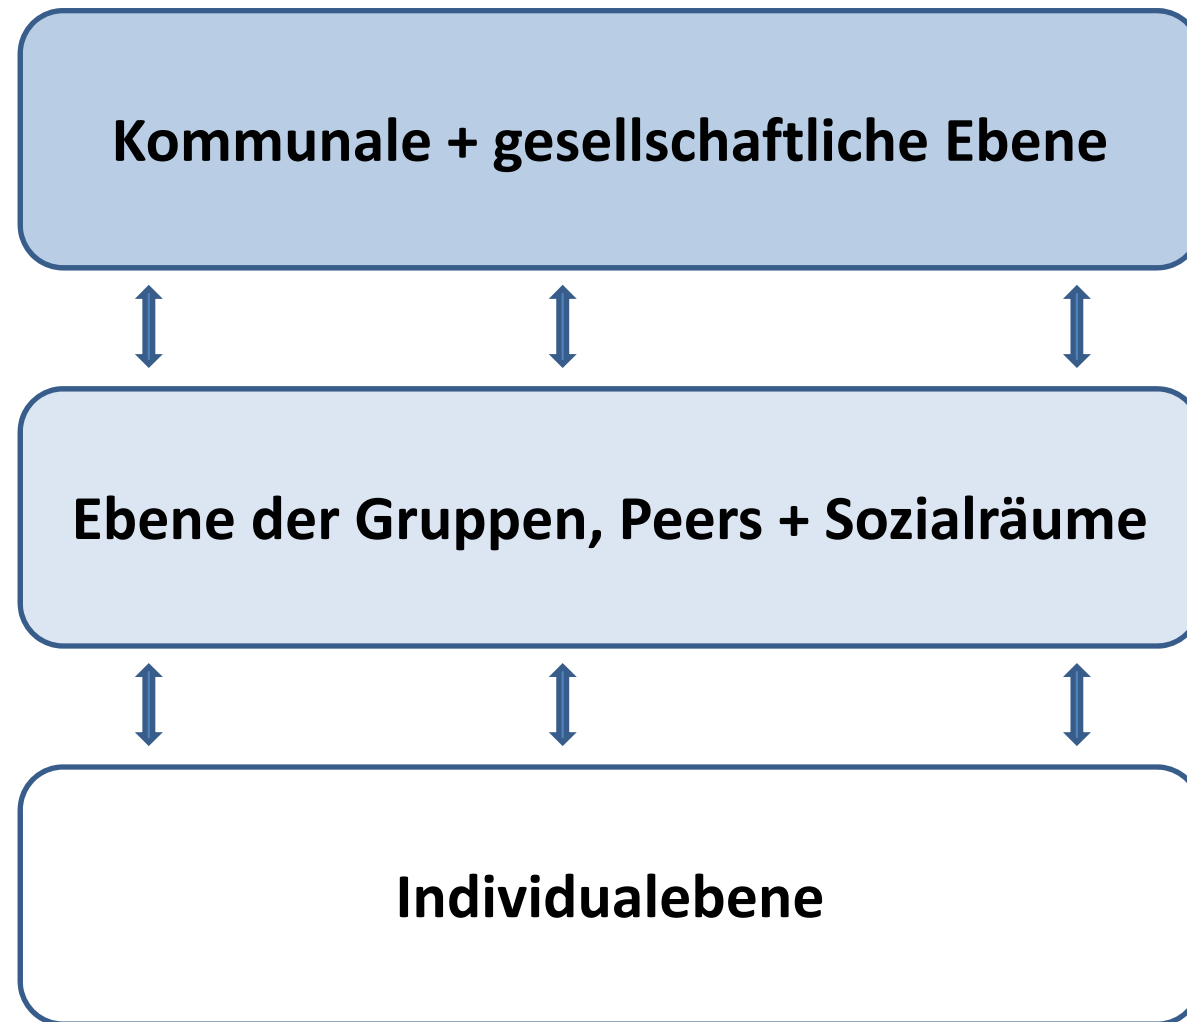 Kommunale + gesellschaftliche Ebene
Ebene der Gruppen, Peers + Sozialräume
Individualebene